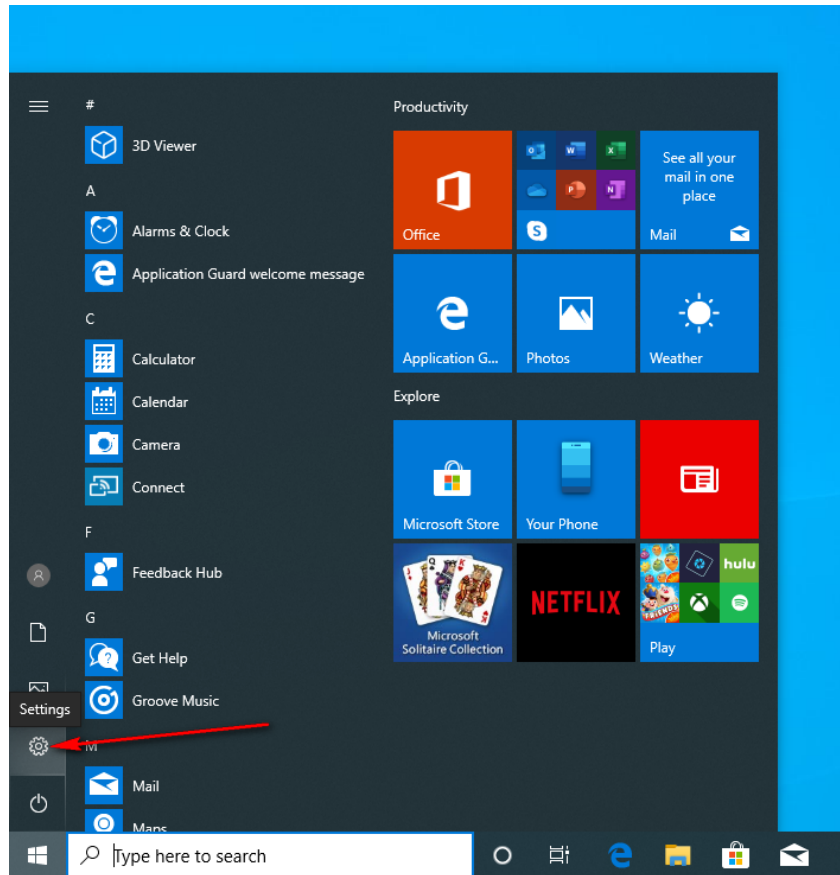 #
3D Viewer
A
Alarms & Clock
Application Guard welcome message
C
Calculator
Calendar
Camera
Connect
F
Feedback Hub
G
Get Help
Groove Music
Settings
M
Mail
Maps
Productivity
Office
See all your
mail in one
place
Mail
Application G...
Photos
Weather
Explore
Microsoft Store
Your Phone
Microsoft
Solitaire Collection
NETFLIX
hulu
FRIENDS
Play
Type here to search